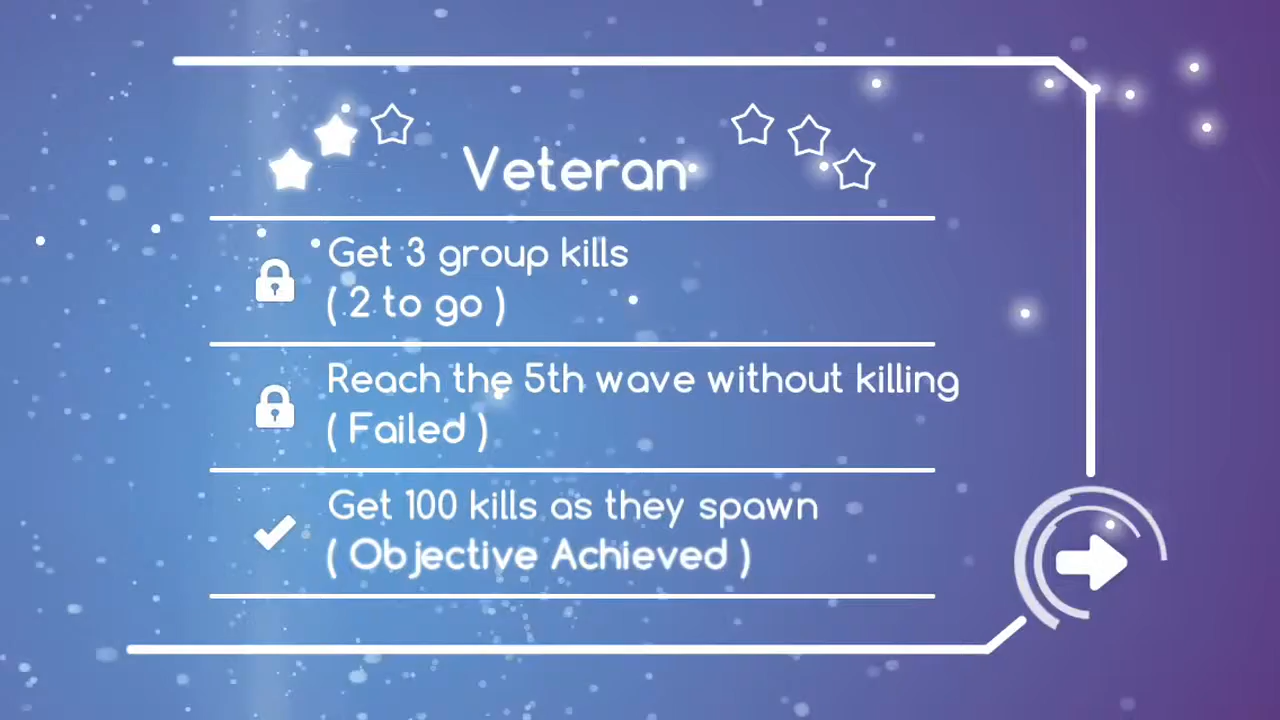 Veteran
Get 3 group kills
( 2 to go )
Reach the 5th wave without killing
( Failed )
Get 100 kills as they spawn
( Objective Achieved )